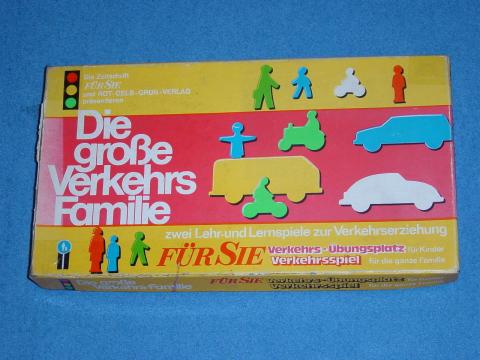 Die Zeitschrift
FÜR SIE
und ROT-GELB-GRÜN-VERLAG
präsentieren
Die
große
Verkehrs
Familie
zwei Lehr-und Lernspiele zur Verkehrserziehung
FÜR SIE Verkehrs-Übungsplatz für Kinder
Verkehrsspiel für die ganze Familie
Die große
Verkehrs-Familie
FÜR SIE Verkehrs-Übungsplatz
Verkehrsspiel